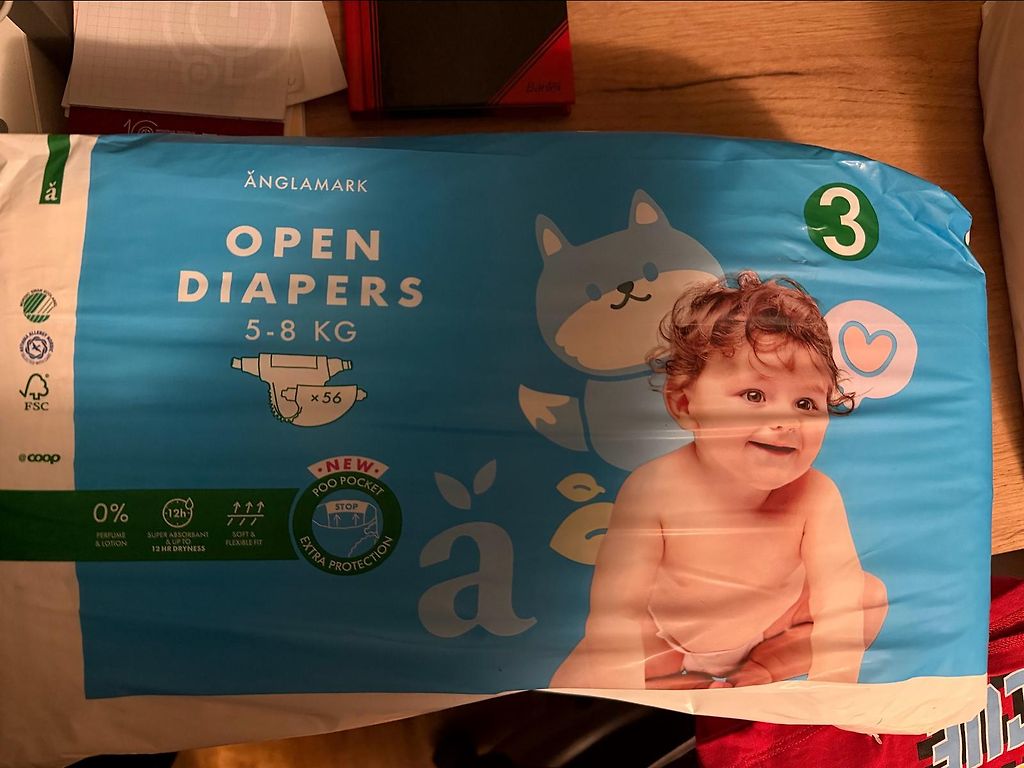 Bantex
ă
ÄNGLAMARK
OPEN
DIAPERS
5-8 KG
×56
3
FSC
coop
NEW
POO POCKET
STOP
EXTRA PROTECTION
0%
PERFUME
& LOTION
12h
SUPER ABSORBANT
& UP TO
12 HR DRYNESS
SOFT &
FLEXIBLE FIT
ă